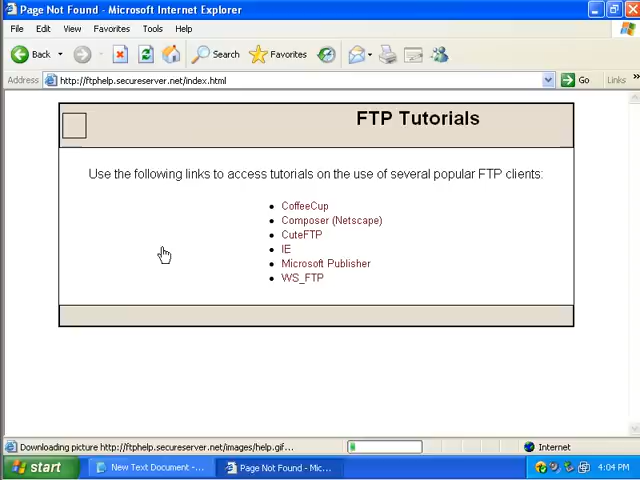 Page Not Found - Microsoft Internet Explorer
File Edit View Favorites Tools Help
Back Search Favorites
Address http://ftphelp.secureserver.net/index.html Go Links »
FTP Tutorials
Use the following links to access tutorials on the use of several popular FTP clients:
• CoffeeCup
• Composer (Netscape)
• CuteFTP
• IE
• Microsoft Publisher
• WS_FTP
Downloading picture http://ftphelp.secureserver.net/images/help.gif... Internet
start New Text Document -... Page Not Found - Mic... 4:04 PM